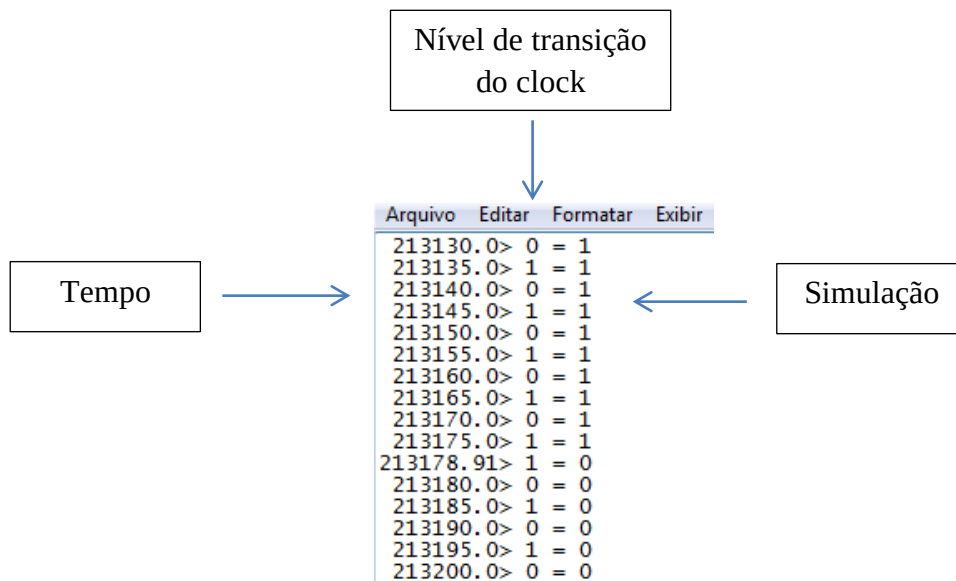 Nível de transição
do clock
Arquivo Editar Formatar Exibir
Tempo
Simulação
213130.0> 0 = 1
213135.0> 1 = 1
213140.0> 0 = 1
213145.0> 1 = 1
213150.0> 0 = 1
213155.0> 1 = 1
213160.0> 0 = 1
213165.0> 1 = 1
213170.0> 0 = 1
213175.0> 1 = 1
213178.91> 1 = 0
213180.0> 0 = 0
213185.0> 1 = 0
213190.0> 0 = 0
213195.0> 1 = 0
213200.0> 0 = 0